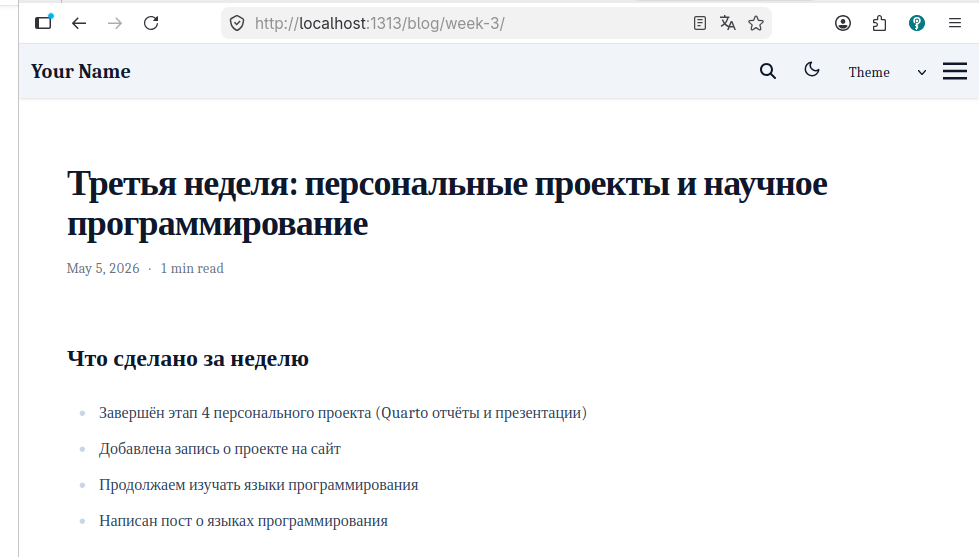 http://localhost:1313/blog/week-3/
Your Name
Theme
Третья неделя: персональные проекты и научное
программирование
May 5, 2026 · 1 min read
Что сделано за неделю
Завершён этап 4 персонального проекта (Quarto отчёты и презентации)
Добавлена запись о проекте на сайт
Продолжаем изучать языки программирования
Написан пост о языках программирования